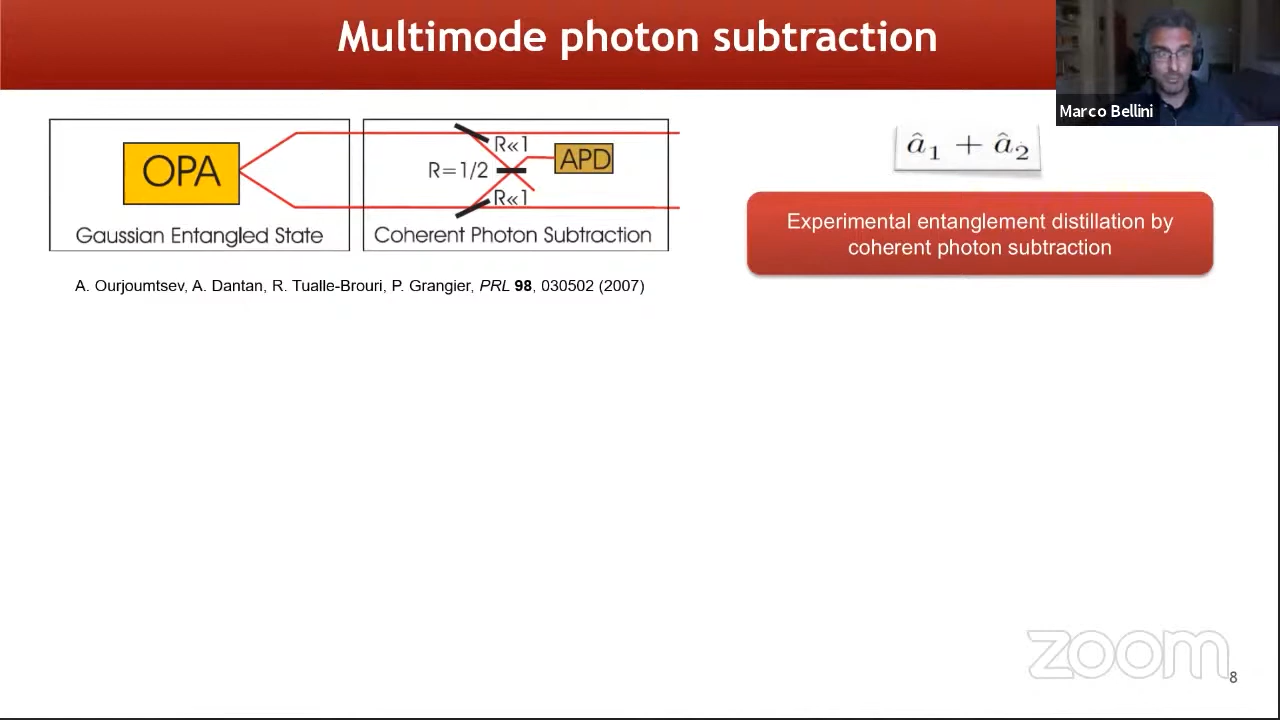 Multimode photon subtraction
Marco Bellini
OPA
Gaussian Entangled State
R≪1
R=1/2
APD
R≪1
Coherent Photon Subtraction
â₁ + â₂
Experimental entanglement distillation by
coherent photon subtraction
A. Ourjoumtsev, A. Dantan, R. Tualle-Brouri, P. Grangier, PRL 98, 030502 (2007)
zoom
8